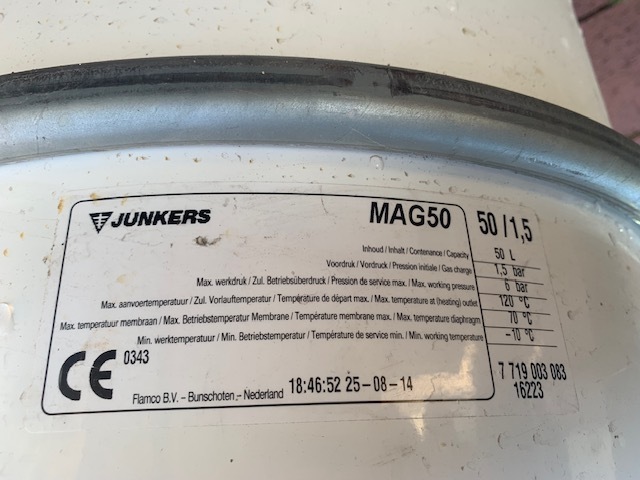 JUNKERS
MAG50 50 / 1,5
Inhoud / Inhalt / Contenance / Capacity 50 L
Voordruk / Vordruck / Pression initiale / Gas charge 1,5 bar
Max. werkdruk / Zul. Betriebsüberdruck / Pression de service max. / Max. working pressure 6 bar
Max. aanvoertemperatuur / Zul. Vorlauftemperatur / Température de départ max. / Max. temperature at (heating) outlet 120 °C
Max. temperatuur membraan / Max. Betriebstemperatur Membrane / Température membrane max. / Max. temperature diaphragm 70 °C
Min. werktemperatuur / Min. Betriebstemperatur / Température de service min. / Min. working temperature -10 °C
CE 0343
Flamco B.V. - Bunschoten - Nederland 18:46:52 25-08-14
7 719 003 083
16223